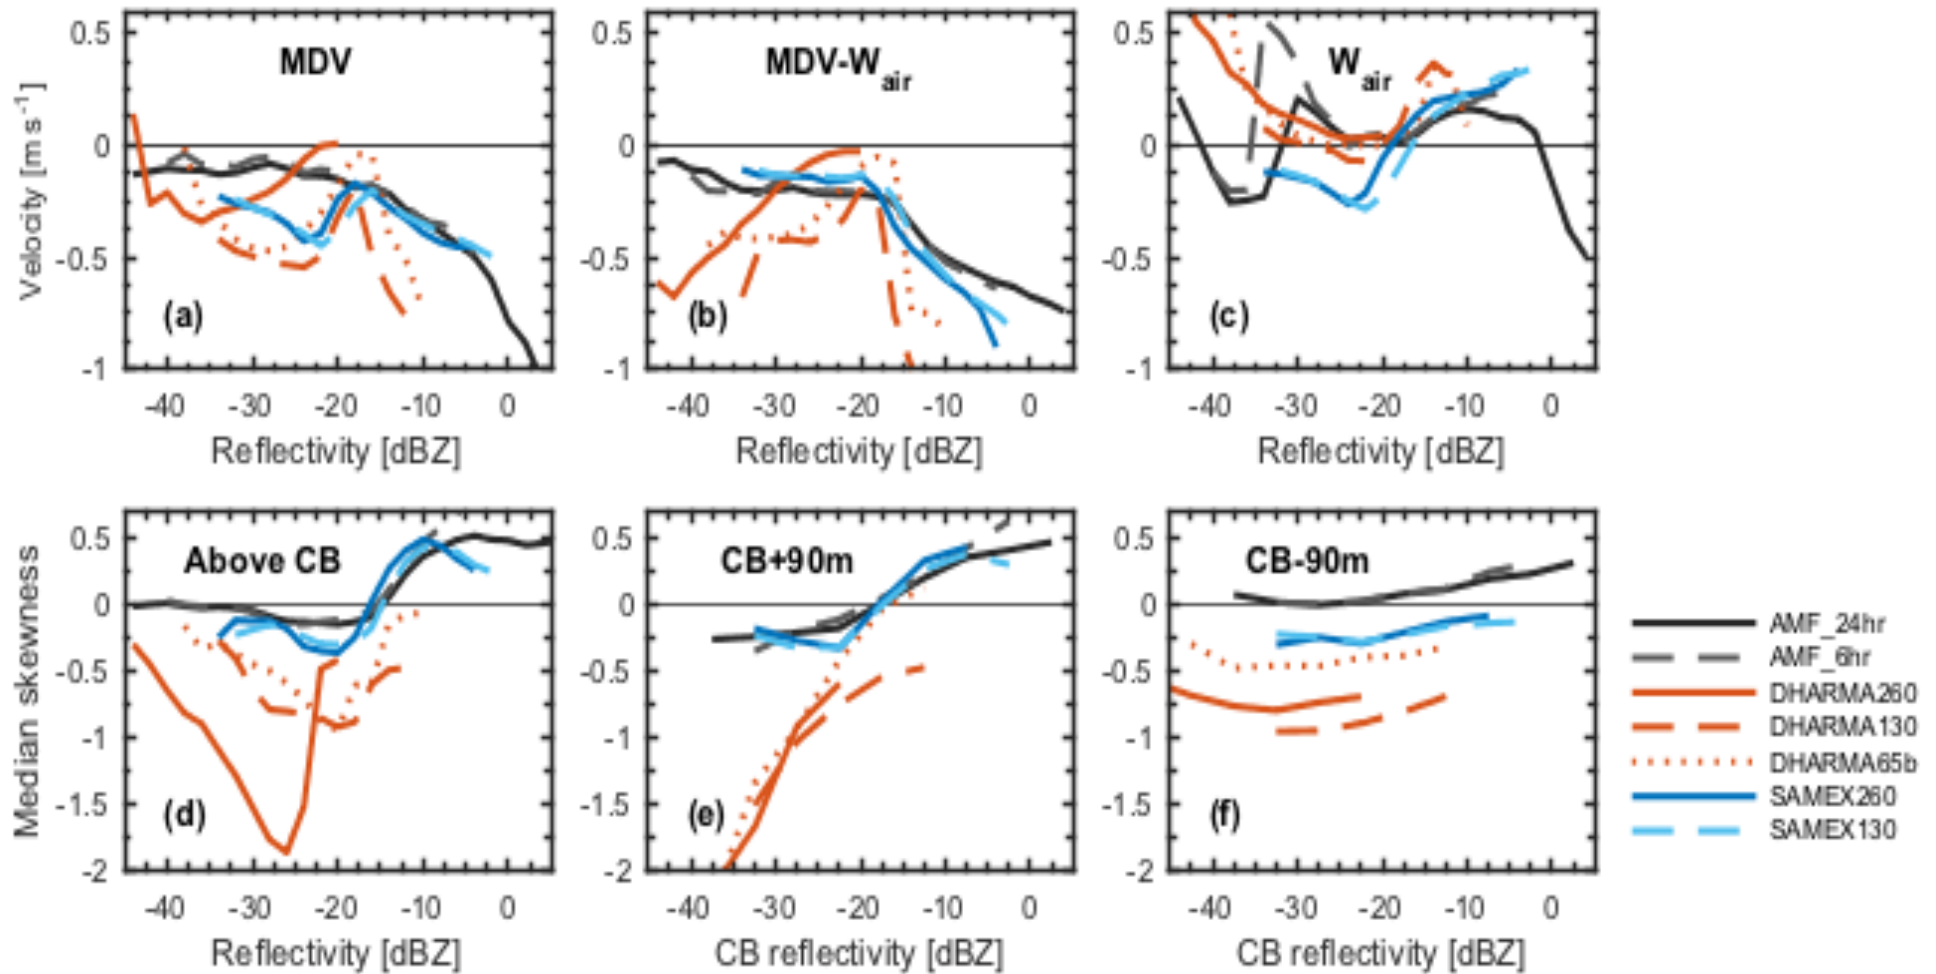 Velocity [m s-1]
0.5
0
-0.5
-1
MDV
(a)
-40 -30 -20 -10 0
Reflectivity [dBZ]
0.5
0
-0.5
-1
MDV-Wair
(b)
-40 -30 -20 -10 0
Reflectivity [dBZ]
0.5
0
-0.5
-1
Wair
(c)
-40 -30 -20 -10 0
Reflectivity [dBZ]
Median skewness
0.5
0
-0.5
-1
-1.5
-2
Above CB
(d)
-40 -30 -20 -10 0
Reflectivity [dBZ]
0.5
0
-0.5
-1
-1.5
-2
CB+90m
(e)
-40 -30 -20 -10 0
CB reflectivity [dBZ]
0.5
0
-0.5
-1
-1.5
-2
CB-90m
(f)
-40 -30 -20 -10 0
CB reflectivity [dBZ]
AMF_24hr
AMF_6hr
DHARMA260
DHARMA130
DHARMA65b
SAMEX260
SAMEX130